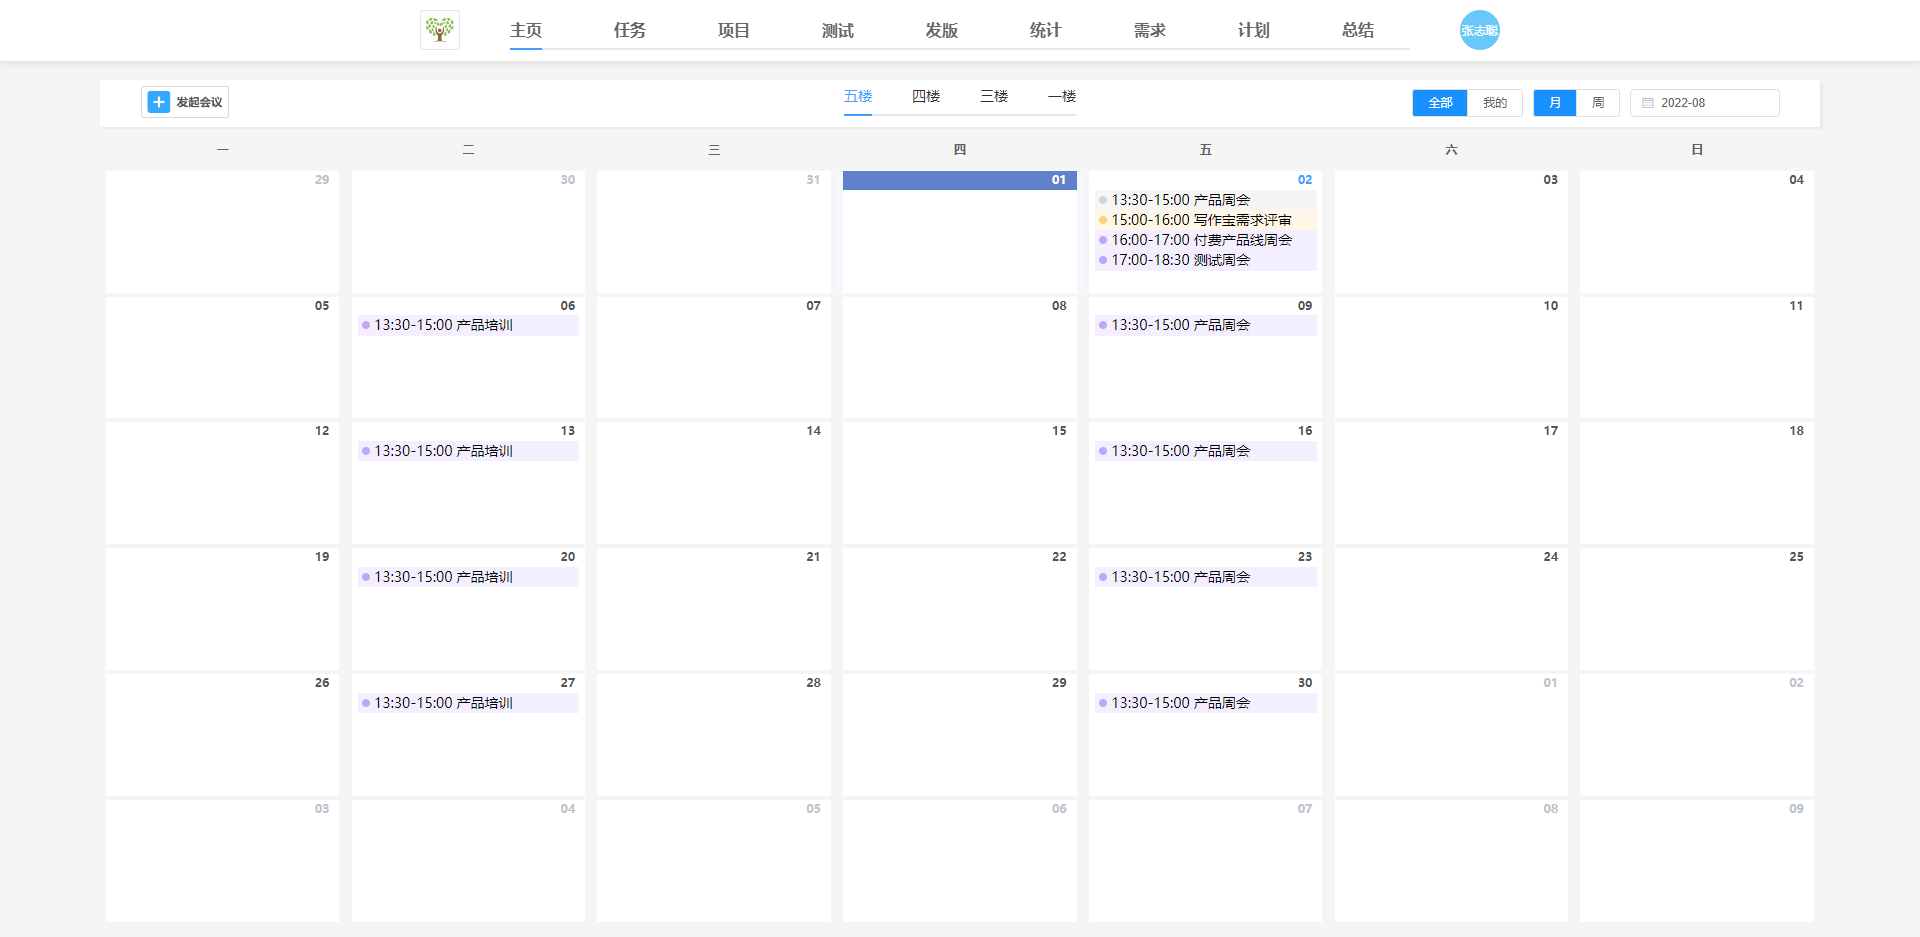 主页 任务 项目 测试 发版 统计 需求 计划 总结 张志聪
发起会议 五楼 四楼 三楼 一楼 全部 我的 月 周 2022-08
一 二 三 四 五 六 日
29 30 31 01 02 03 04
13:30-15:00 产品周会
15:00-16:00 写作宝需求评审
16:00-17:00 付费产品线周会
17:00-18:30 测试周会
05 06 07 08 09 10 11
13:30-15:00 产品培训 13:30-15:00 产品周会
12 13 14 15 16 17 18
13:30-15:00 产品培训 13:30-15:00 产品周会
19 20 21 22 23 24 25
13:30-15:00 产品培训 13:30-15:00 产品周会
26 27 28 29 30 01 02
13:30-15:00 产品培训 13:30-15:00 产品周会
03 04 05 06 07 08 09